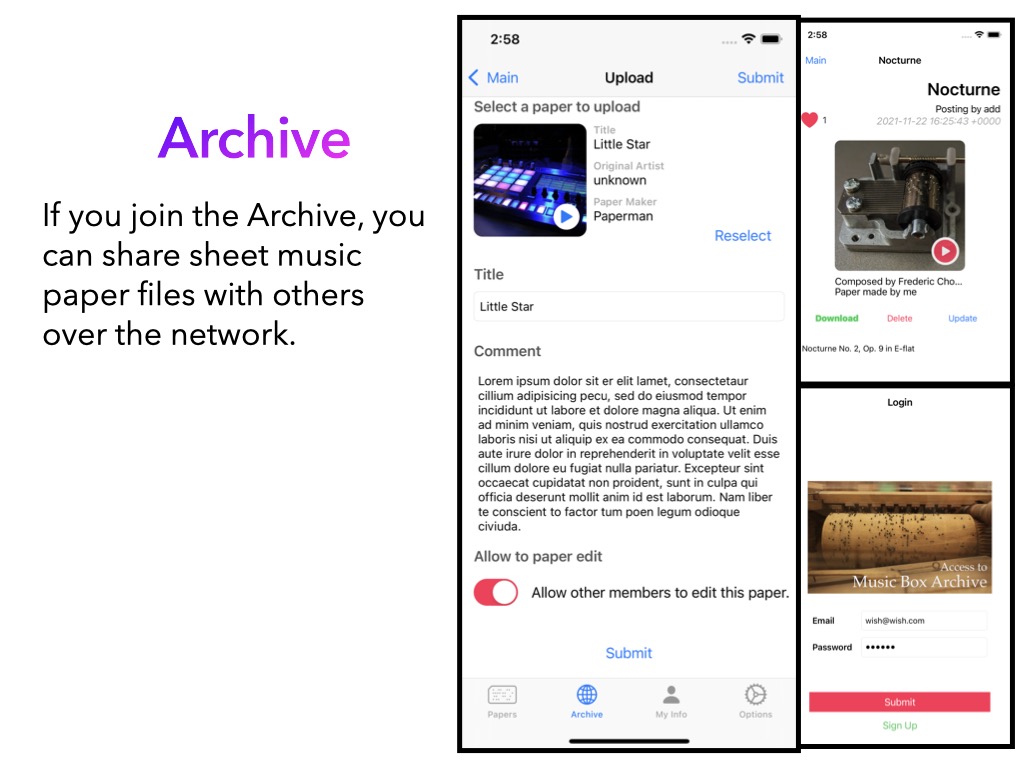 Archive
If you join the Archive, you
can share sheet music
paper files with others
over the network.
2:58
Main
Upload
Submit
Select a paper to upload
Title
Little Star
Original Artist
unknown
Paper Maker
Paperman
Reselect
Title
Little Star
Comment
Lorem ipsum dolor sit er elit lamet, consectetaur
cillium adipisicing pecu, sed do eiusmod tempor
incididunt ut labore et dolore magna aliqua. Ut enim
ad minim veniam, quis nostrud exercitation ullamco
laboris nisi ut aliquip ex ea commodo consequat. Duis
aute irure dolor in reprehenderit in voluptate velit esse
cillum dolore eu fugiat nulla pariatur. Excepteur sint
occaecat cupidatat non proident, sunt in culpa qui
officia deserunt mollit anim id est laborum. Nam liber
te conscient to factor tum poen legum odioque
civiuda.
Allow to paper edit
Allow other members to edit this paper.
Submit
Papers
Archive
My Info
Options
2:58
Main
Nocturne
Nocturne
Posting by add
1
2021-11-22 16:25:43 +0000
Composed by Frederic Cho...
Paper made by me
Download
Delete
Update
Nocturne No. 2, Op. 9 in E-flat
Login
Access to
Music Box Archive
Email
wish@wish.com
Password
••••••
Submit
Sign Up